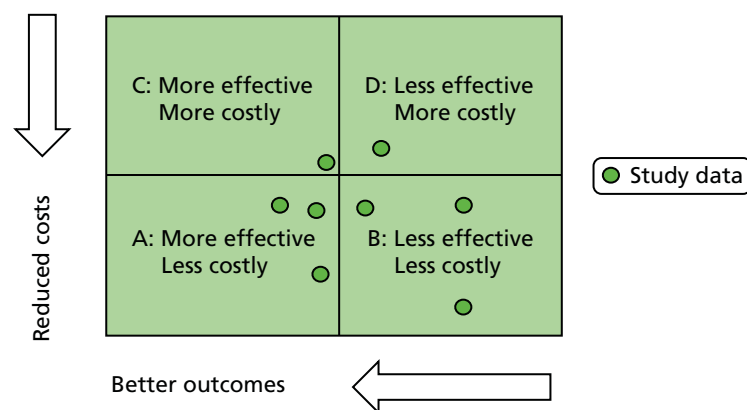 C: More effective
More costly
D: Less effective
More costly
Study data
A: More effective
Less costly
B: Less effective
Less costly
Reduced costs
Better outcomes